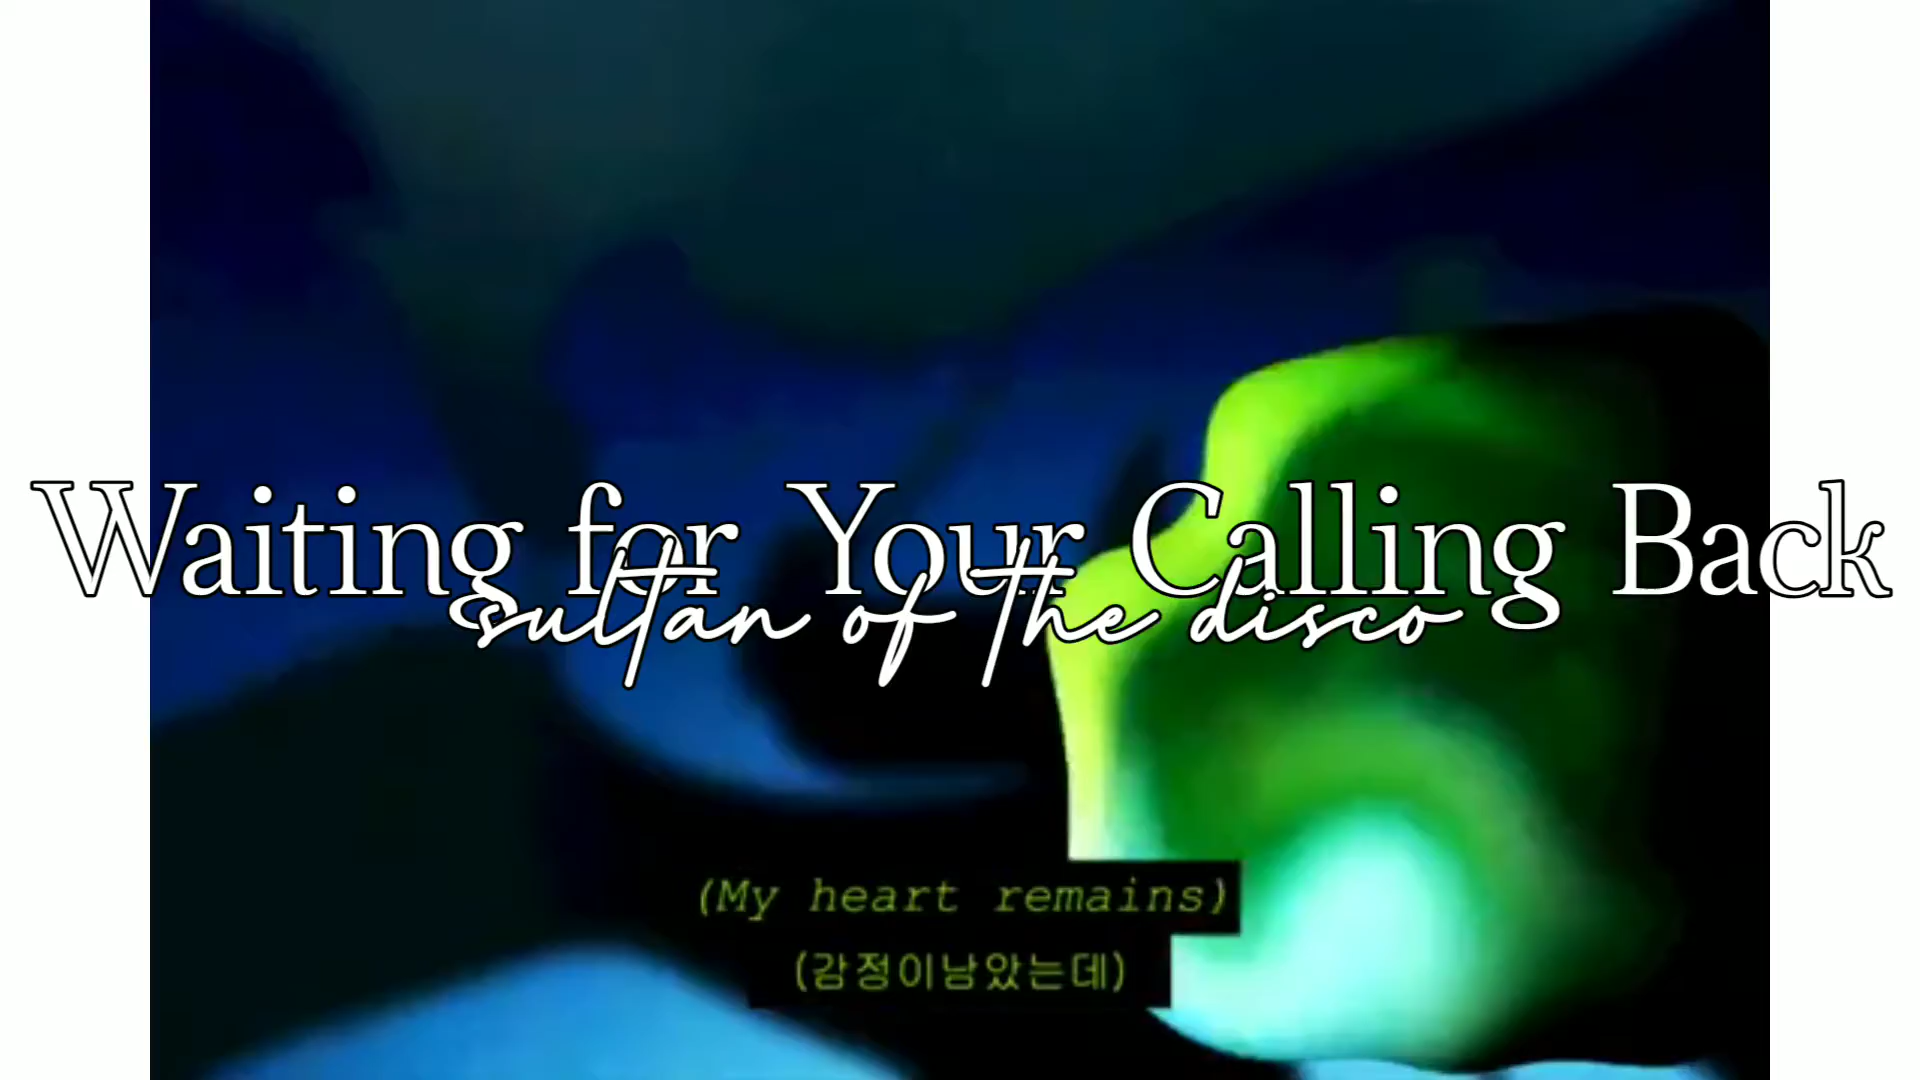 Waiting for Your Calling Back
sultan of the disco
(My heart remains)
(감정이남았는데)